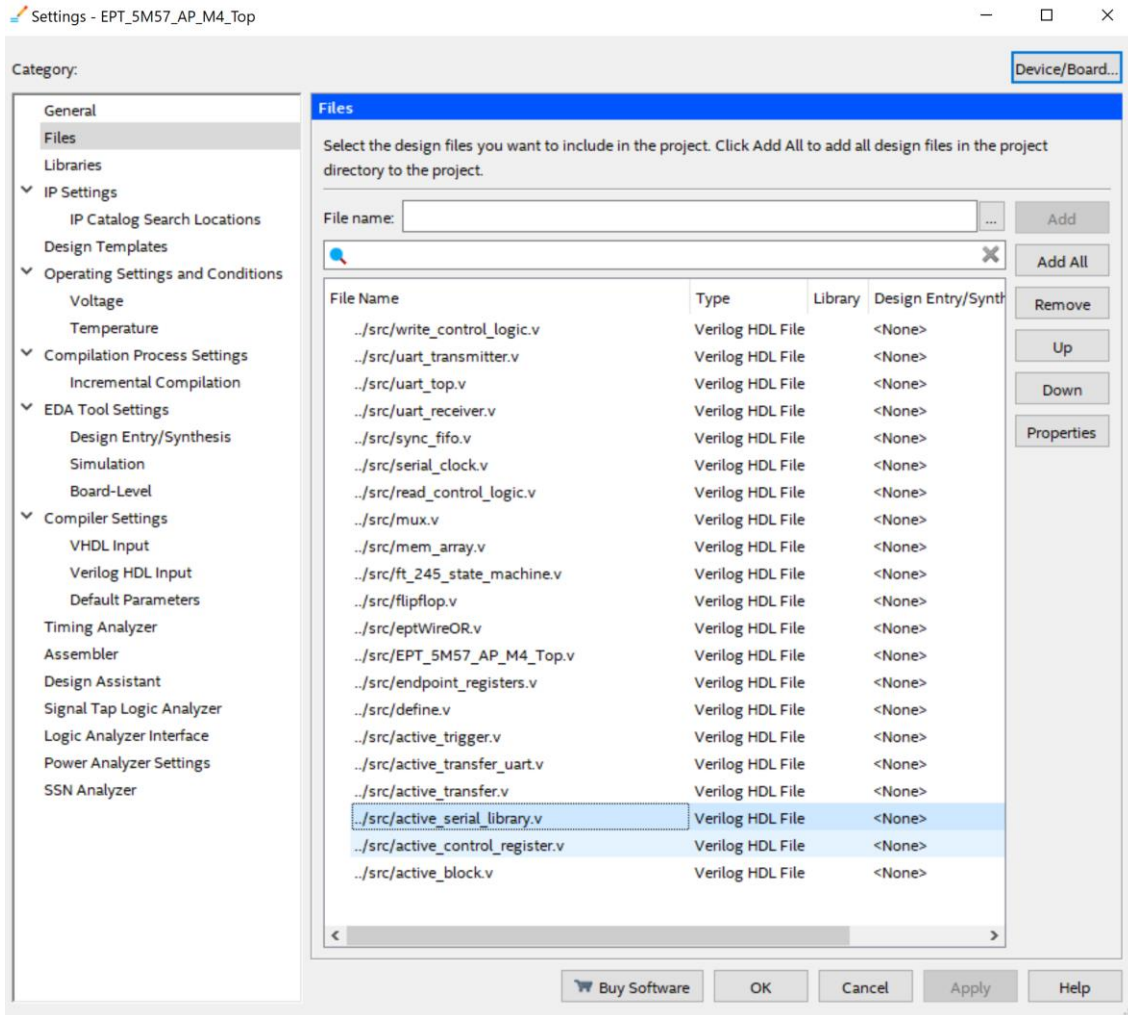 Settings - EPT_5M57_AP_M4_Top
Category:
Device/Board...
General
Files
Libraries
IP Settings
IP Catalog Search Locations
Design Templates
Operating Settings and Conditions
Voltage
Temperature
Compilation Process Settings
Incremental Compilation
EDA Tool Settings
Design Entry/Synthesis
Simulation
Board-Level
Compiler Settings
VHDL Input
Verilog HDL Input
Default Parameters
Timing Analyzer
Assembler
Design Assistant
Signal Tap Logic Analyzer
Logic Analyzer Interface
Power Analyzer Settings
SSN Analyzer
Files
Select the design files you want to include in the project. Click Add All to add all design files in the project
directory to the project.
File name: ... Add
Add All
Remove
Up
Down
Properties
File Name Type Library Design Entry/Synth
../src/write_control_logic.v Verilog HDL File <None>
../src/uart_transmitter.v Verilog HDL File <None>
../src/uart_top.v Verilog HDL File <None>
../src/uart_receiver.v Verilog HDL File <None>
../src/sync_fifo.v Verilog HDL File <None>
../src/serial_clock.v Verilog HDL File <None>
../src/read_control_logic.v Verilog HDL File <None>
../src/mux.v Verilog HDL File <None>
../src/mem_array.v Verilog HDL File <None>
../src/ft_245_state_machine.v Verilog HDL File <None>
../src/flipflop.v Verilog HDL File <None>
../src/eptWireOR.v Verilog HDL File <None>
../src/EPT_5M57_AP_M4_Top.v Verilog HDL File <None>
../src/endpoint_registers.v Verilog HDL File <None>
../src/define.v Verilog HDL File <None>
../src/active_trigger.v Verilog HDL File <None>
../src/active_transfer_uart.v Verilog HDL File <None>
../src/active_transfer.v Verilog HDL File <None>
../src/active_serial_library.v Verilog HDL File <None>
../src/active_control_register.v Verilog HDL File <None>
../src/active_block.v Verilog HDL File <None>
Buy Software OK Cancel Apply Help